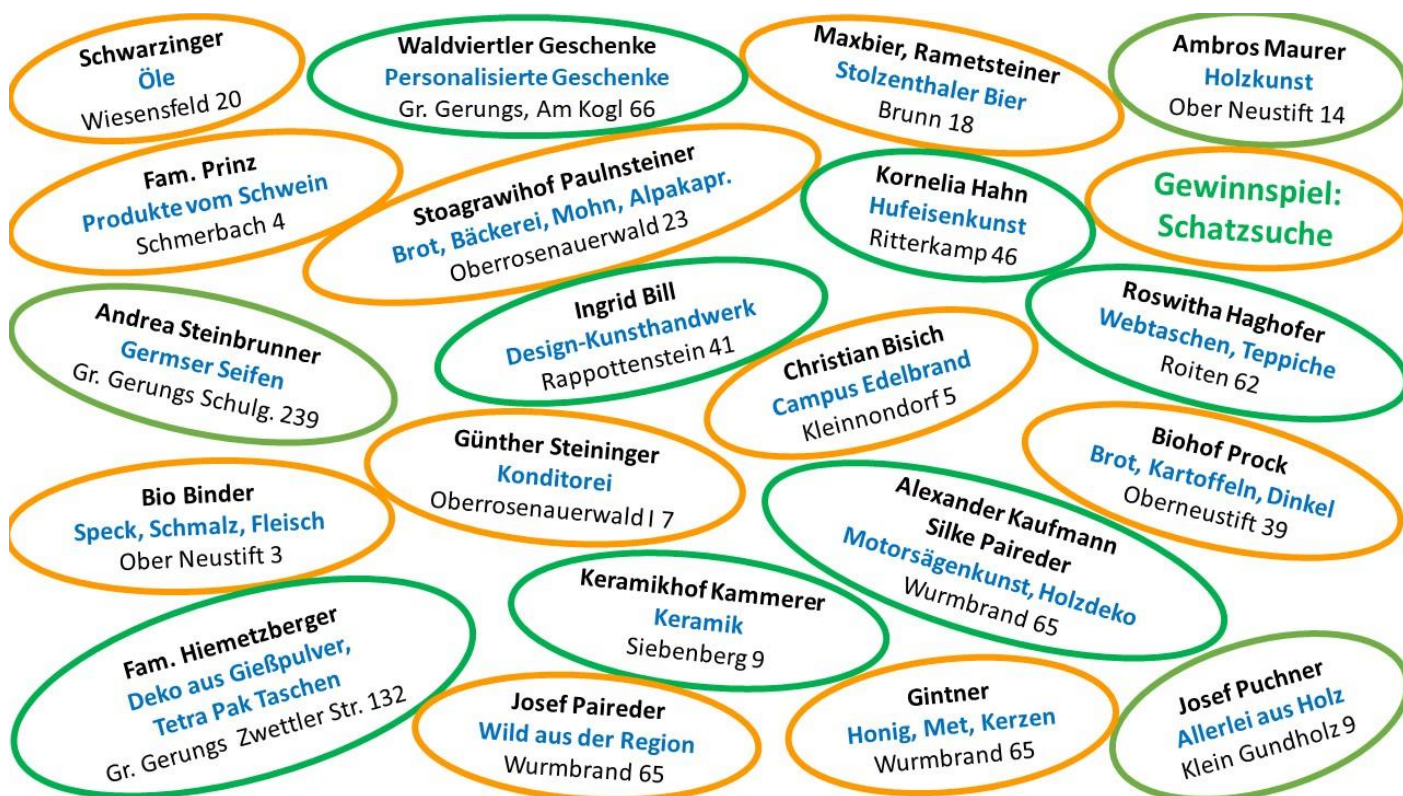 Schwarzinger
Öle
Wiesensfeld 20
Waldviertler Geschenke
Personalisierte Geschenke
Gr. Gerungs, Am Kogl 66
Maxbier, Rametsteiner
Stolzenthaler Bier
Brunn 18
Ambros Maurer
Holzkunst
Ober Neustift 14
Fam. Prinz
Produkte vom Schwein
Schmerbach 4
Stoagrawihof Paulnsteiner
Brot, Bäckerei, Mohn, Alpakapr.
Oberrosenauerwald 23
Kornelia Hahn
Hufeisenkunst
Ritterkamp 46
Gewinnspiel:
Schatzsuche
Andrea Steinbrunner
Germser Seifen
Gr. Gerungs Schulg. 239
Ingrid Bill
Design-Kunsthandwerk
Rappottenstein 41
Christian Bisich
Campus Edelbrand
Kleinnondorf 5
Roswitha Haghofer
Webtaschen, Teppiche
Roiten 62
Bio Binder
Speck, Schmalz, Fleisch
Ober Neustift 3
Günther Steininger
Konditorei
Oberrosenauerwald I 7
Alexander Kaufmann
Silke Paireder
Motorsägenkunst, Holzdeko
Wurmbrand 65
Biohof Prock
Brot, Kartoffeln, Dinkel
Oberneustift 39
Fam. Hiemetzberger
Deko aus Gießpulver,
Tetra Pak Taschen
Gr. Gerungs Zwettler Str. 132
Keramikhof Kammerer
Keramik
Siebenberg 9
Josef Paireder
Wild aus der Region
Wurmbrand 65
Gintner
Honig, Met, Kerzen
Wurmbrand 65
Josef Puchner
Allerlei aus Holz
Klein Gundholz 9